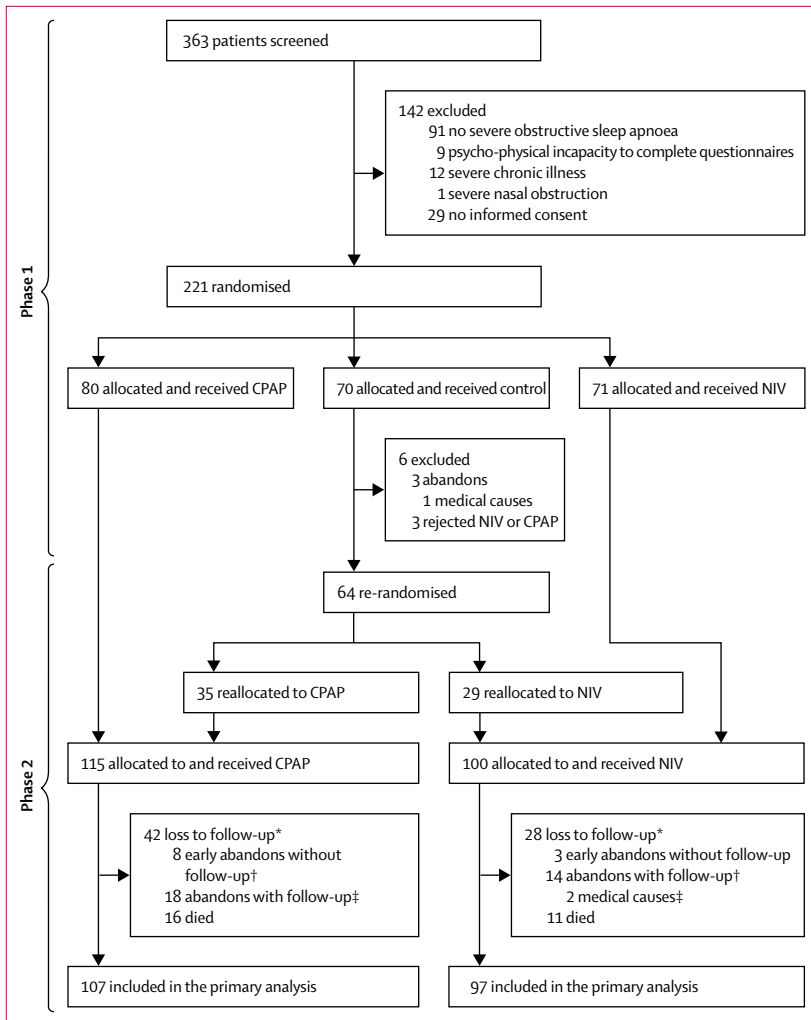 363 patients screened
142 excluded
91 no severe obstructive sleep apnoea
9 psycho-physical incapacity to complete questionnaires
12 severe chronic illness
1 severe nasal obstruction
29 no informed consent
Phase 1
221 randomised
80 allocated and received CPAP
70 allocated and received control
71 allocated and received NIV
6 excluded
3 abandons
1 medical causes
3 rejected NIV or CPAP
64 re-randomised
Phase 2
35 reallocated to CPAP
29 reallocated to NIV
115 allocated to and received CPAP
100 allocated to and received NIV
42 loss to follow-up*
8 early abandons without
follow-up†
18 abandons with follow-up‡
16 died
28 loss to follow-up*
3 early abandons without follow-up
14 abandons with follow-up†
2 medical causes‡
11 died
107 included in the primary analysis
97 included in the primary analysis